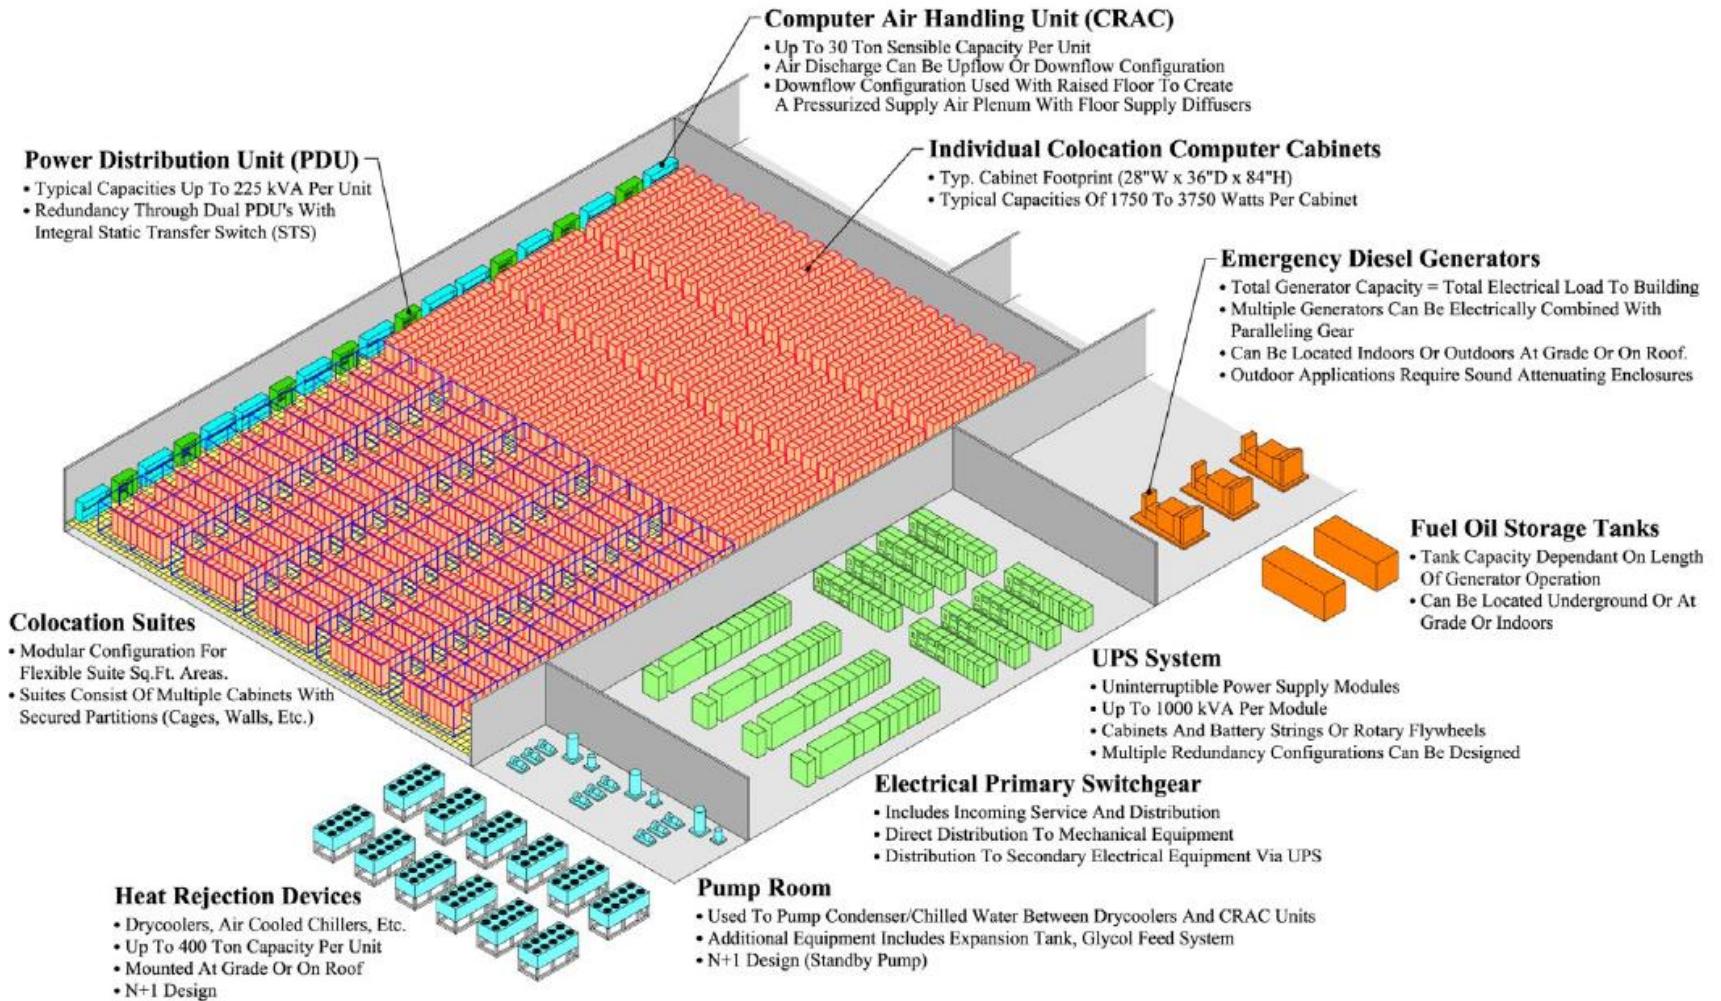 Computer Air Handling Unit (CRAC)
• Up To 30 Ton Sensible Capacity Per Unit
• Air Discharge Can Be Upflow Or Downflow Configuration
• Downflow Configuration Used With Raised Floor To Create
A Pressurized Supply Air Plenum With Floor Supply Diffusers
Power Distribution Unit (PDU)
• Typical Capacities Up To 225 kVA Per Unit
• Redundancy Through Dual PDU's With
Integral Static Transfer Switch (STS)
Individual Colocation Computer Cabinets
• Typ. Cabinet Footprint (28"W x 36"D x 84"H)
• Typical Capacities Of 1750 To 3750 Watts Per Cabinet
Emergency Diesel Generators
• Total Generator Capacity = Total Electrical Load To Building
• Multiple Generators Can Be Electrically Combined With
Paralleling Gear
• Can Be Located Indoors Or Outdoors At Grade Or On Roof.
• Outdoor Applications Require Sound Attenuating Enclosures
Fuel Oil Storage Tanks
• Tank Capacity Dependant On Length
Of Generator Operation
• Can Be Located Underground Or At
Grade Or Indoors
Colocation Suites
• Modular Configuration For
Flexible Suite Sq.Ft. Areas.
• Suites Consist Of Multiple Cabinets With
Secured Partitions (Cages, Walls, Etc.)
UPS System
• Uninterruptible Power Supply Modules
• Up To 1000 kVA Per Module
• Cabinets And Battery Strings Or Rotary Flywheels
• Multiple Redundancy Configurations Can Be Designed
Electrical Primary Switchgear
• Includes Incoming Service And Distribution
• Direct Distribution To Mechanical Equipment
• Distribution To Secondary Electrical Equipment Via UPS
Pump Room
• Used To Pump Condenser/Chilled Water Between Drycoolers And CRAC Units
• Additional Equipment Includes Expansion Tank, Glycol Feed System
• N+1 Design (Standby Pump)
Heat Rejection Devices
• Drycoolers, Air Cooled Chillers, Etc.
• Up To 400 Ton Capacity Per Unit
• Mounted At Grade Or On Roof
• N+1 Design